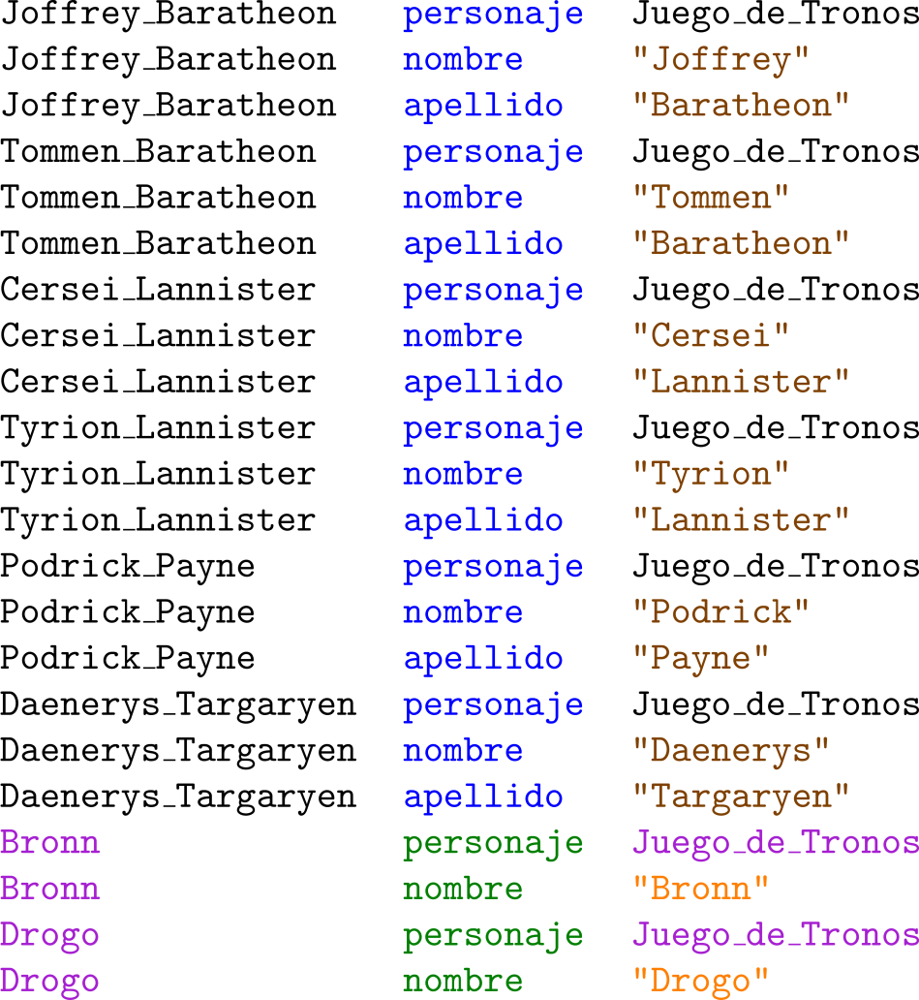 Joffrey_Baratheon personaje Juego_de_Tronos
Joffrey_Baratheon nombre "Joffrey"
Joffrey_Baratheon apellido "Baratheon"
Tommen_Baratheon personaje Juego_de_Tronos
Tommen_Baratheon nombre "Tommen"
Tommen_Baratheon apellido "Baratheon"
Cersei_Lannister personaje Juego_de_Tronos
Cersei_Lannister nombre "Cersei"
Cersei_Lannister apellido "Lannister"
Tyrion_Lannister personaje Juego_de_Tronos
Tyrion_Lannister nombre "Tyrion"
Tyrion_Lannister apellido "Lannister"
Podrick_Payne personaje Juego_de_Tronos
Podrick_Payne nombre "Podrick"
Podrick_Payne apellido "Payne"
Daenerys_Targaryen personaje Juego_de_Tronos
Daenerys_Targaryen nombre "Daenerys"
Daenerys_Targaryen apellido "Targaryen"
Bronn personaje Juego_de_Tronos
Bronn nombre "Bronn"
Drogo personaje Juego_de_Tronos
Drogo nombre "Drogo"